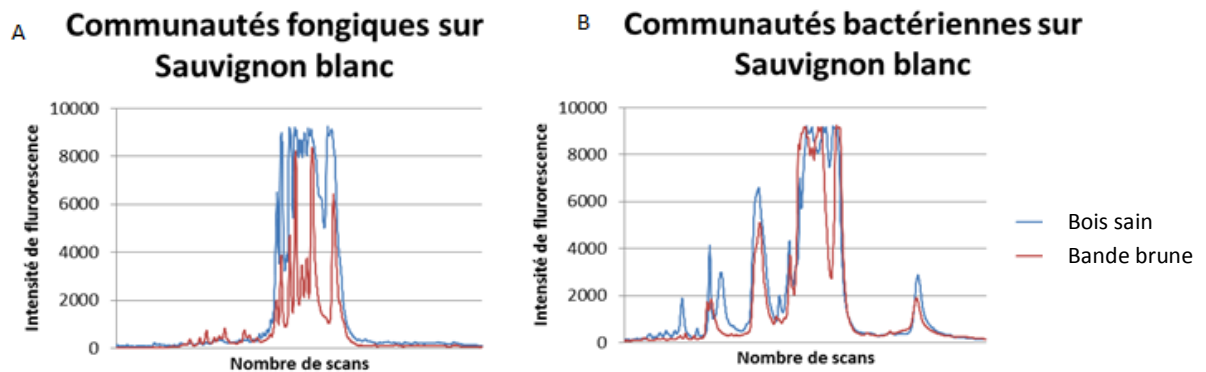 A
Communautés fongiques sur
Sauvignon blanc
Intensité de flurorescence
10000
8000
6000
4000
2000
0
Nombre de scans
B
Communautés bactériennes sur
Sauvignon blanc
Intensité de flurorescence
10000
8000
6000
4000
2000
0
Nombre de scans
Bois sain
Bande brune